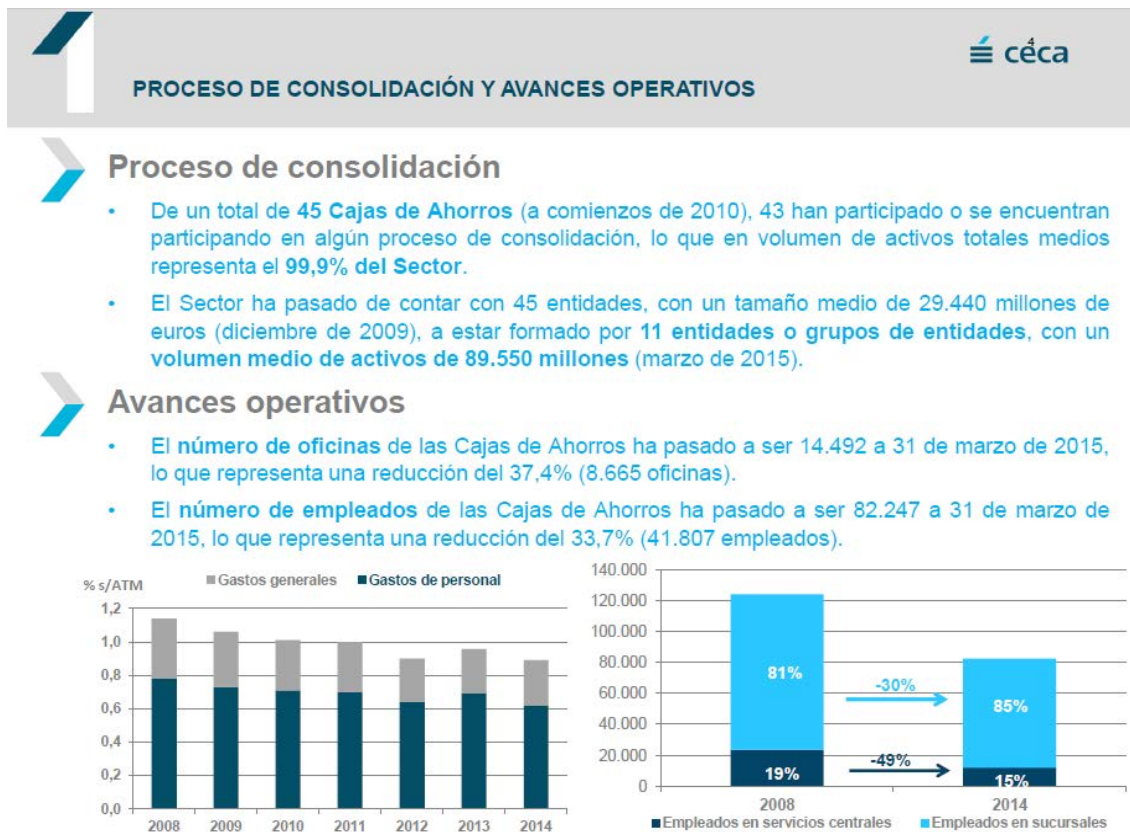 1
4
céca
PROCESO DE CONSOLIDACIÓN Y AVANCES OPERATIVOS
Proceso de consolidación
• De un total de 45 Cajas de Ahorros (a comienzos de 2010), 43 han participado o se encuentran
participando en algún proceso de consolidación, lo que en volumen de activos totales medios
representa el 99,9% del Sector.
• El Sector ha pasado de contar con 45 entidades, con un tamaño medio de 29.440 millones de
euros (diciembre de 2009), a estar formado por 11 entidades o grupos de entidades, con un
volumen medio de activos de 89.550 millones (marzo de 2015).
Avances operativos
• El número de oficinas de las Cajas de Ahorros ha pasado a ser 14.492 a 31 de marzo de 2015,
lo que representa una reducción del 37,4% (8.665 oficinas).
• El número de empleados de las Cajas de Ahorros ha pasado a ser 82.247 a 31 de marzo de
2015, lo que representa una reducción del 33,7% (41.807 empleados).
% s/ATM
Gastos generales Gastos de personal
1,2
1,0
0,8
0,6
0,4
0,2
0,0
2008 2009 2010 2011 2012 2013 2014
140.000
120.000
100.000
80.000
60.000
40.000
20.000
0
81%
-30%
85%
19%
-49%
15%
2008 2014
Empleados en servicios centrales Empleados en sucursales